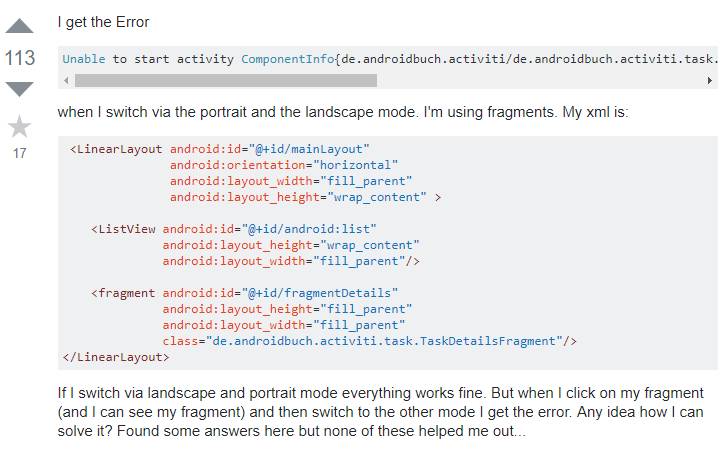 I get the Error
113
Unable to start activity ComponentInfo{de.androidbuch.activiti/de.androidbuch.activiti.task.
when I switch via the portrait and the landscape mode. I'm using fragments. My xml is:
17
<LinearLayout android:id="@+id/mainLayout"
android:orientation="horizontal"
android:layout_width="fill_parent"
android:layout_height="wrap_content" >
<ListView android:id="@+id/android:list"
android:layout_height="wrap_content"
android:layout_width="fill_parent"/>
<fragment android:id="@+id/fragmentDetails"
android:layout_height="fill_parent"
android:layout_width="fill_parent"
class="de.androidbuch.activiti.task.TaskDetailsFragment"/>
</LinearLayout>
If I switch via landscape and portrait mode everything works fine. But when I click on my fragment
(and I can see my fragment) and then switch to the other mode I get the error. Any idea how I can
solve it? Found some answers here but none of these helped me out...